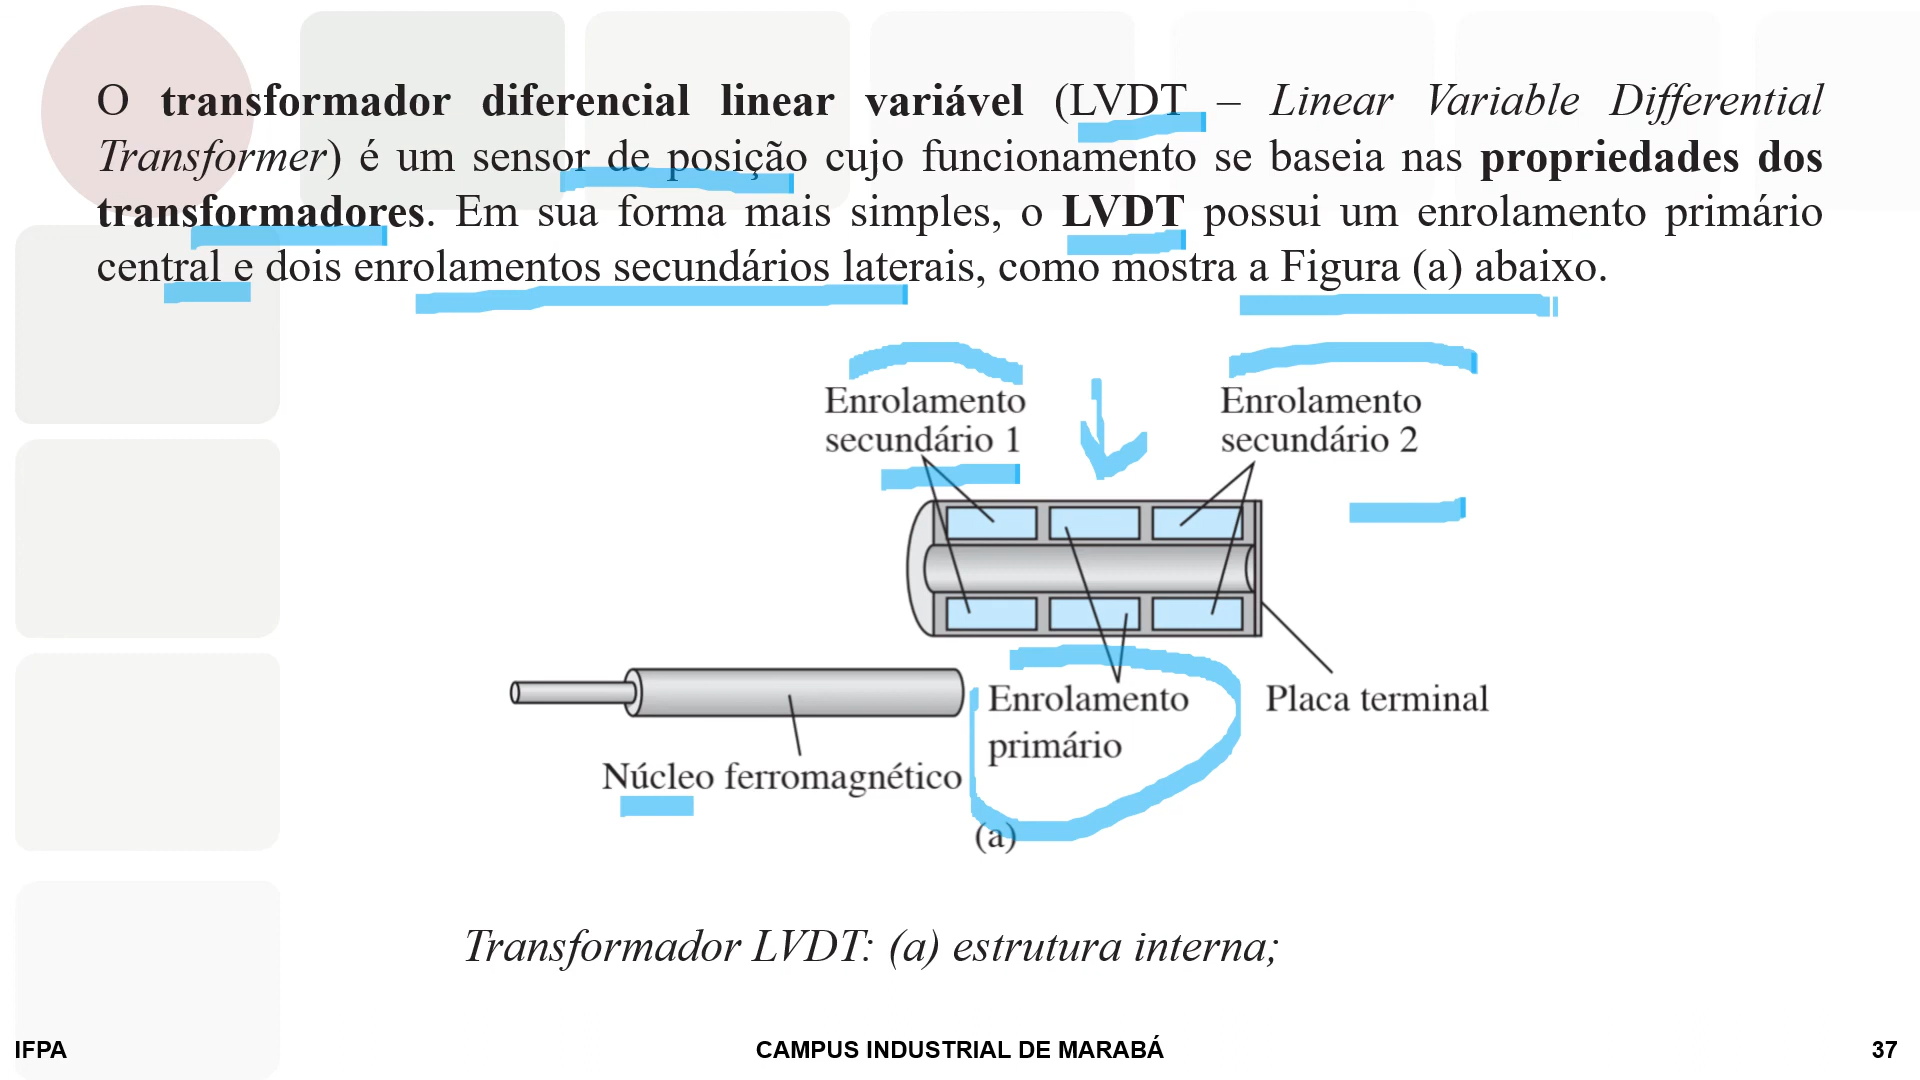 O transformador diferencial linear variável (LVDT – Linear Variable Differential
Transformer) é um sensor de posição cujo funcionamento se baseia nas propriedades dos
transformadores. Em sua forma mais simples, o LVDT possui um enrolamento primário
central e dois enrolamentos secundários laterais, como mostra a Figura (a) abaixo.
Enrolamento
secundário 1
Enrolamento
secundário 2
Enrolamento
primário
Placa terminal
Núcleo ferromagnético
(a)
Transformador LVDT: (a) estrutura interna;
IFPA
CAMPUS INDUSTRIAL DE MARABÁ
37